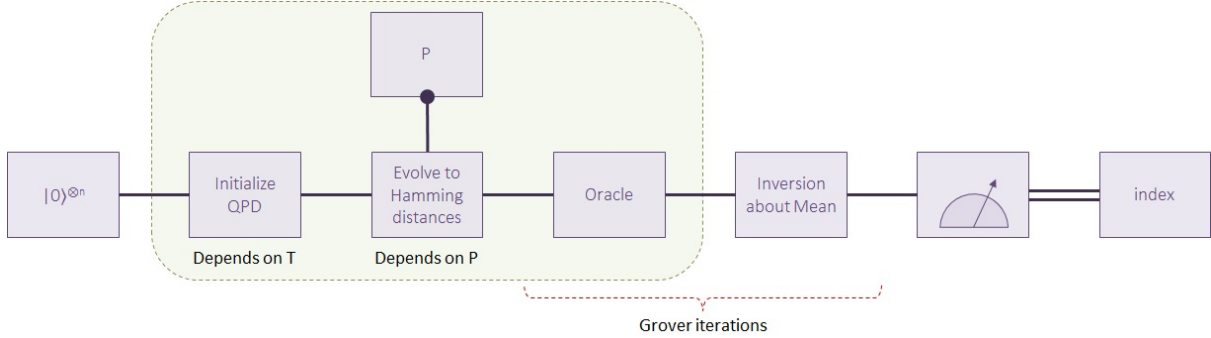 P
|0⟩⊗n
Initialize
QPD
Evolve to
Hamming
distances
Oracle
Inversion
about Mean
index
Depends on T
Depends on P
Grover iterations